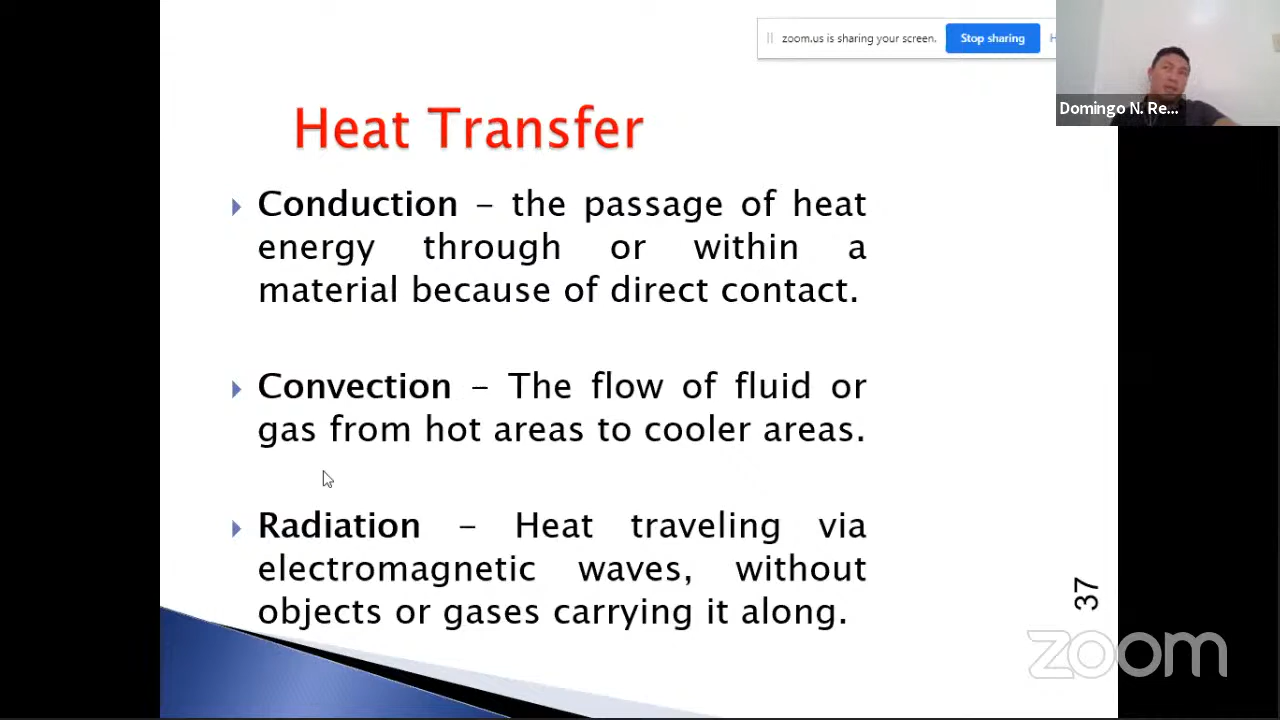 zoom.us is sharing your screen. Stop sharing H
Domingo N. Re...
Heat Transfer
Conduction – the passage of heat
energy through or within a
material because of direct contact.
Convection – The flow of fluid or
gas from hot areas to cooler areas.
Radiation – Heat traveling via
electromagnetic waves, without
objects or gases carrying it along.
37
zoom